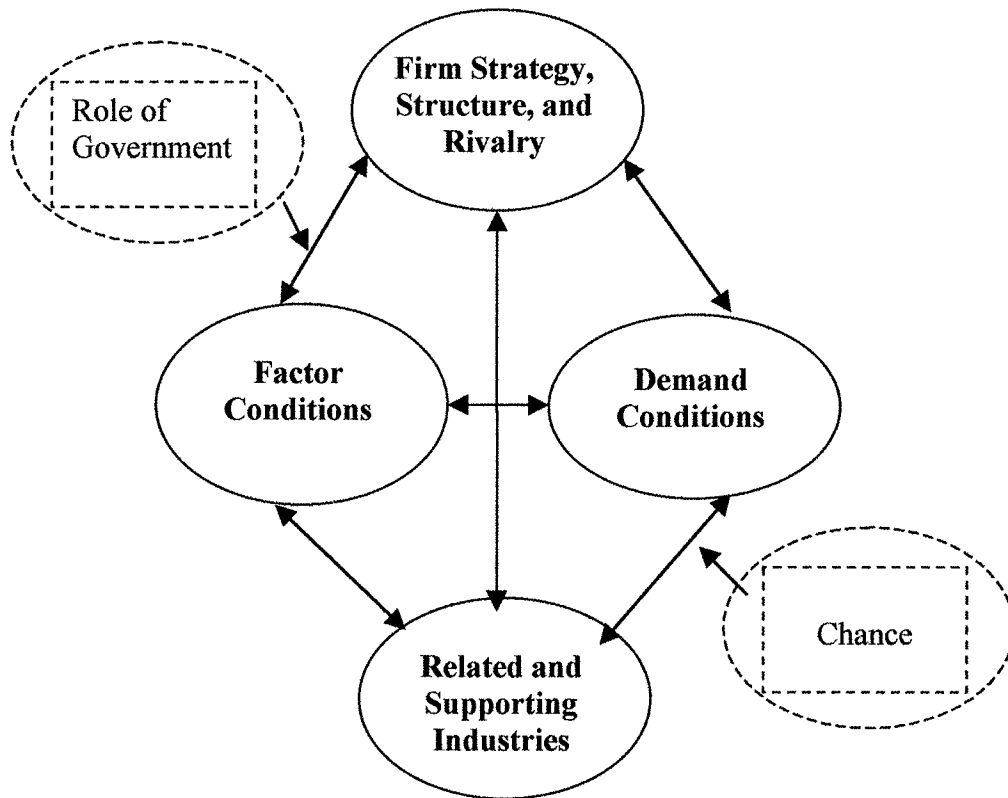 Firm Strategy,
Structure, and
Rivalry
Role of
Government
Factor
Conditions
Demand
Conditions
Chance
Related and
Supporting
Industries